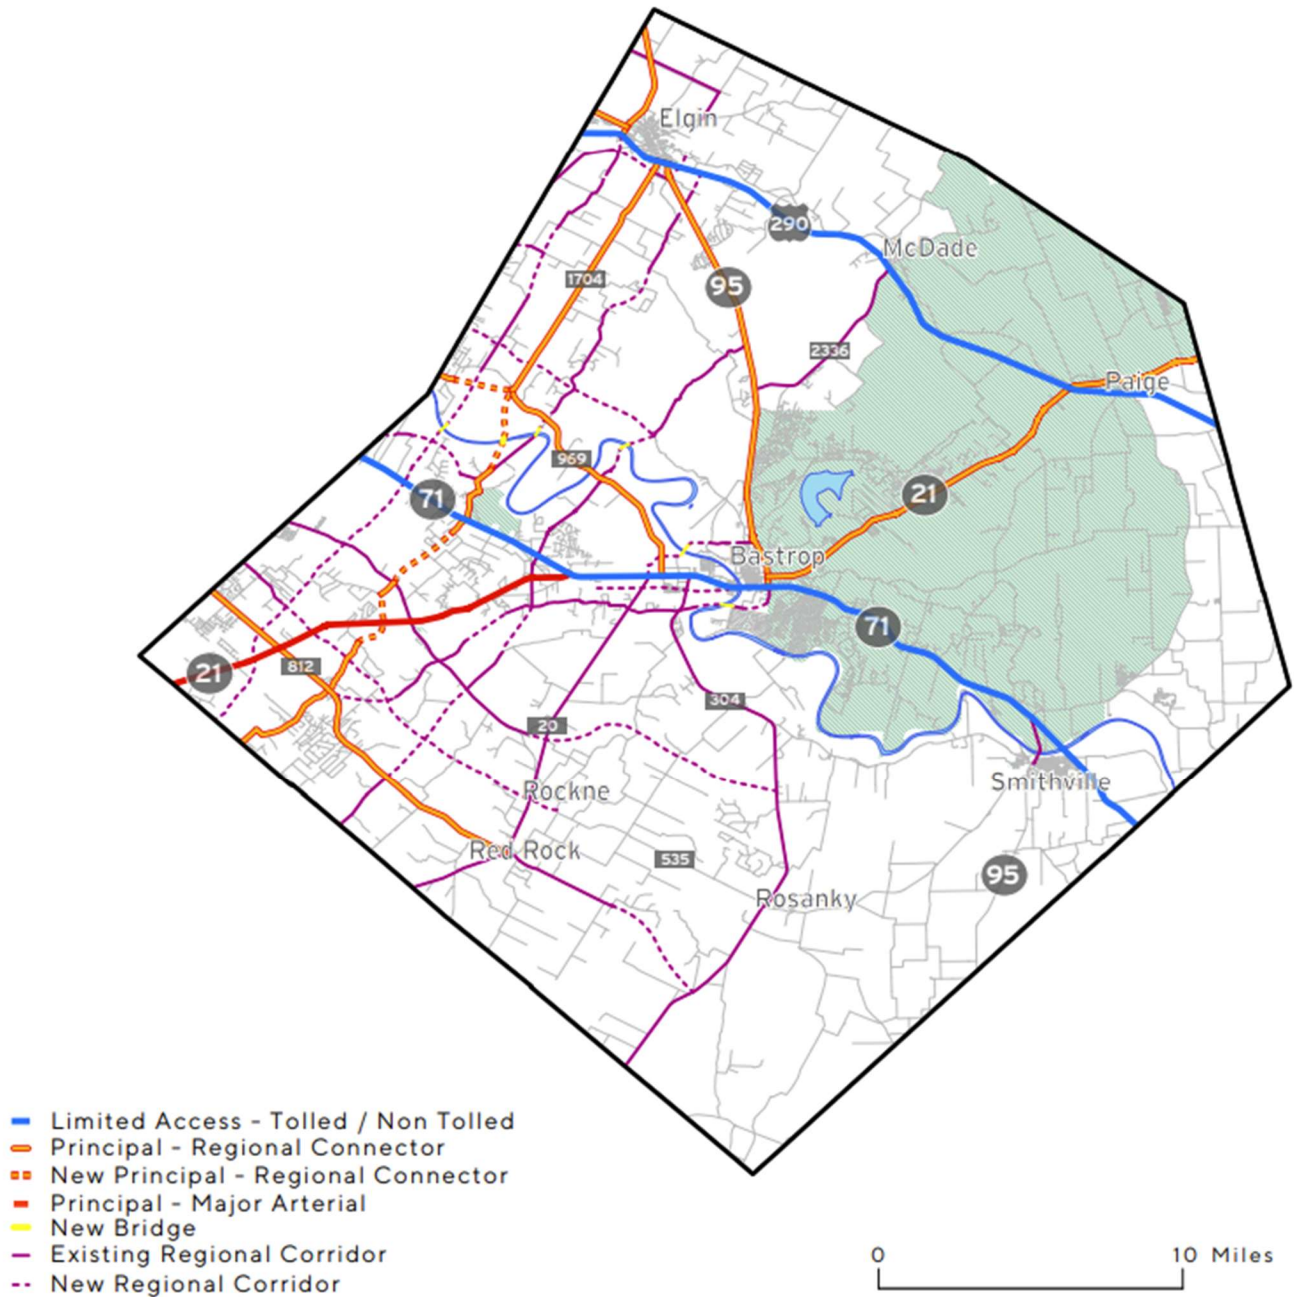 Elgin
290
McDade
1704
95
2336
Paige
969
71
21
Bastrop
71
812
21
304
20
Smithville
Rockne
Red Rock
535
95
Rosanky
Limited Access - Tolled / Non Tolled
Principal - Regional Connector
New Principal - Regional Connector
Principal - Major Arterial
New Bridge
Existing Regional Corridor
New Regional Corridor
0 10 Miles